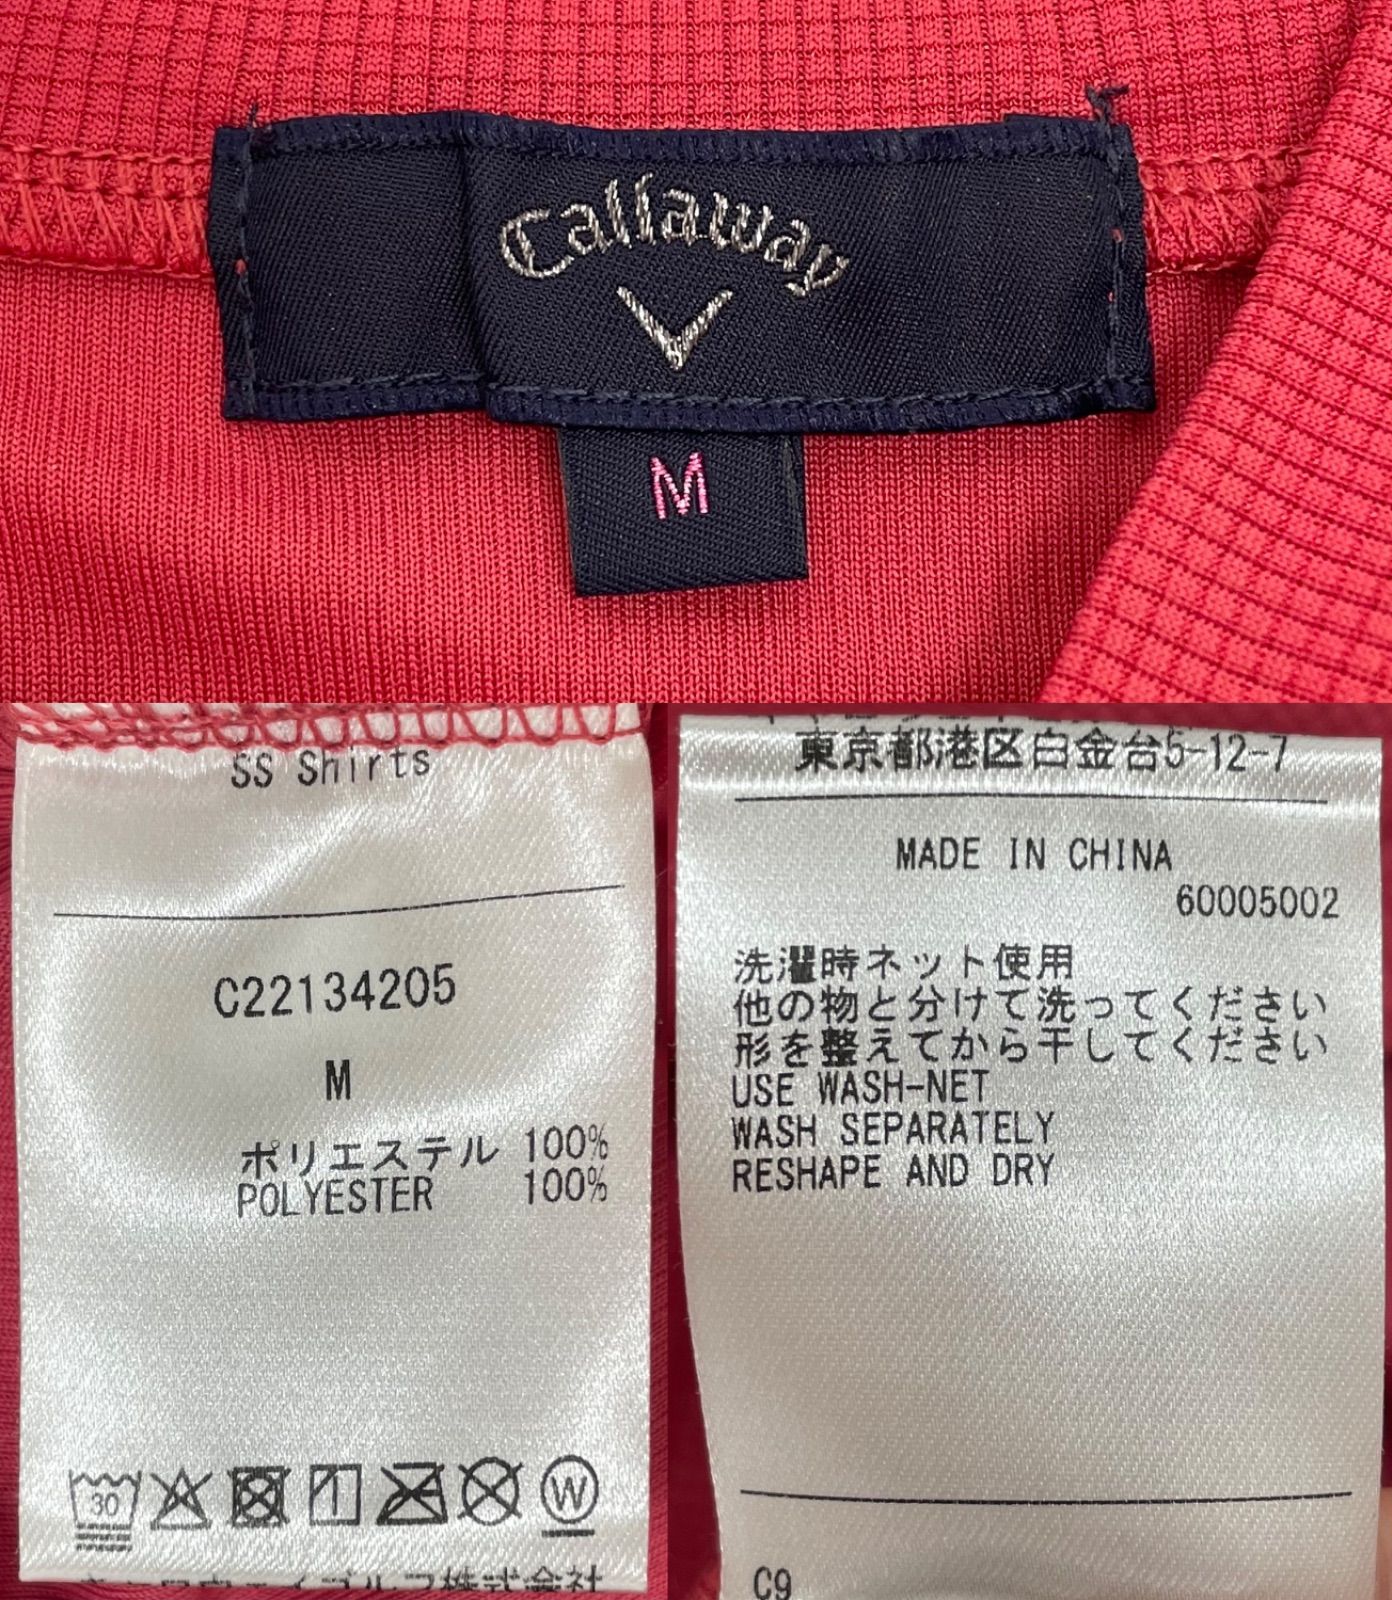 Callaway
M
SS Shirts
C22134205
M
ポリエステル 100%
POLYESTER 100%
30
W
東京都港区白金台5-12-7
MADE IN CHINA
60005002
洗濯時ネット使用
他の物と分けて洗ってください
形を整えてから干してください
USE WASH-NET
WASH SEPARATELY
RESHAPE AND DRY
C9